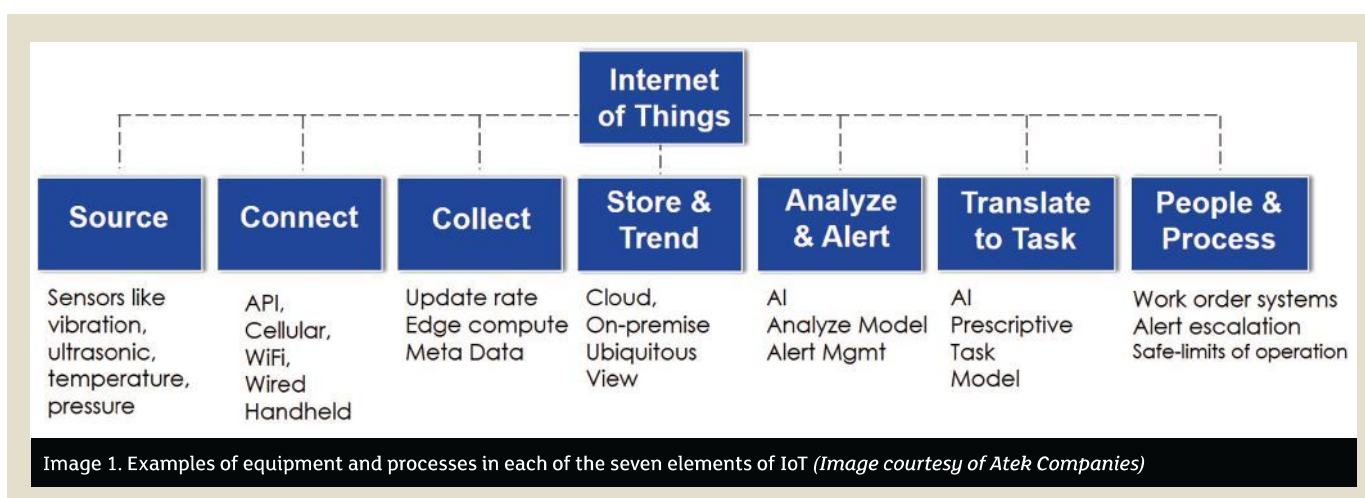 Internet
of Things
Source
Connect
Collect
Store &
Trend
Analyze
& Alert
Translate
to Task
People &
Process
Sensors like
vibration,
ultrasonic,
temperature,
pressure
API,
Cellular,
WiFi,
Wired
Handheld
Update rate
Edge compute
Meta Data
Cloud,
On-premise
Ubiquitous
View
AI
Analyze Model
Alert Mgmt
AI
Prescriptive
Task
Model
Work order systems
Alert escalation
Safe-limits of operation
Image 1. Examples of equipment and processes in each of the seven elements of IoT (Image courtesy of Atek Companies)